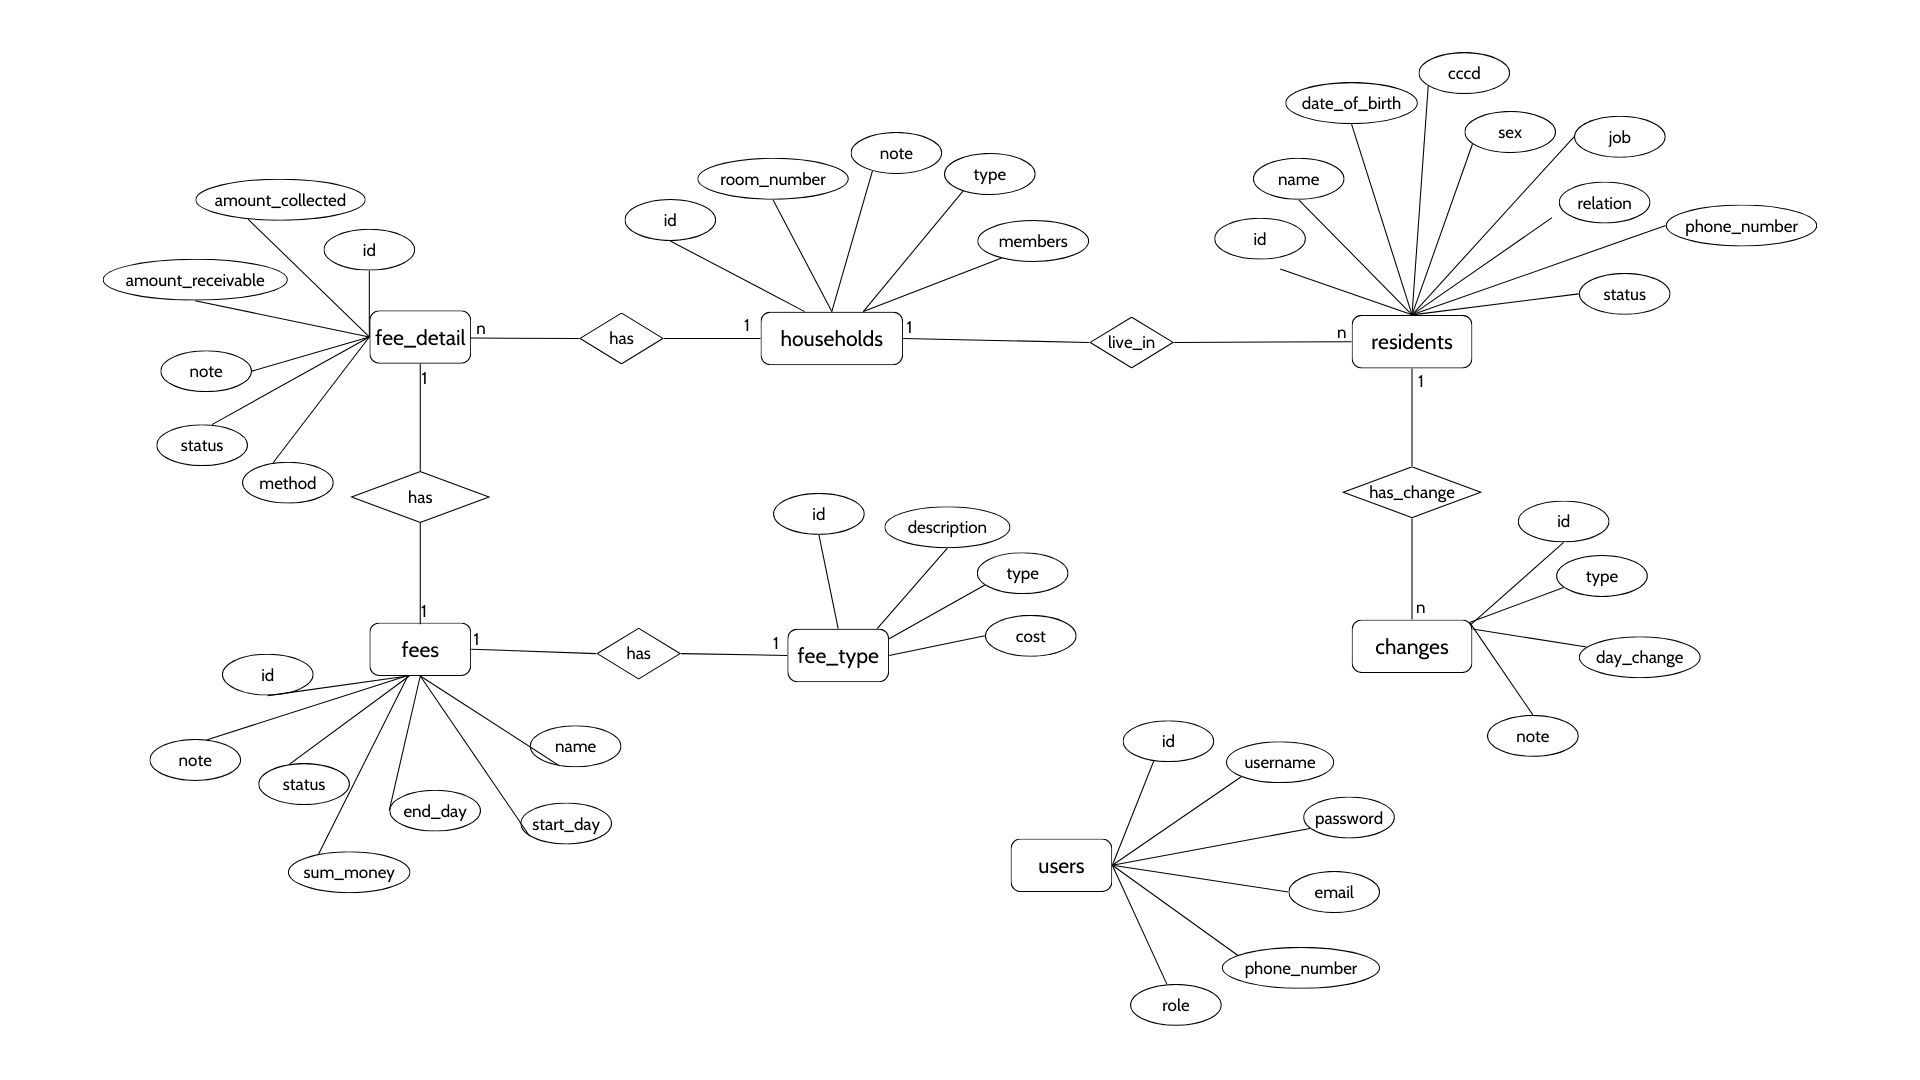 cccd
date_of_birth
sex
job
note
type
room_number
name
relation
amount_collected
id
phone_number
members
id
id
amount_receivable
status
fee_detail
n
has
1
households
1
live_in
n
residents
note
1
1
status
method
has
has_change
id
description
id
type
type
cost
1
n
fees
1
has
1
fee_type
changes
day_change
id
note
name
note
id
username
status
end_day
start_day
password
sum_money
users
email
phone_number
role